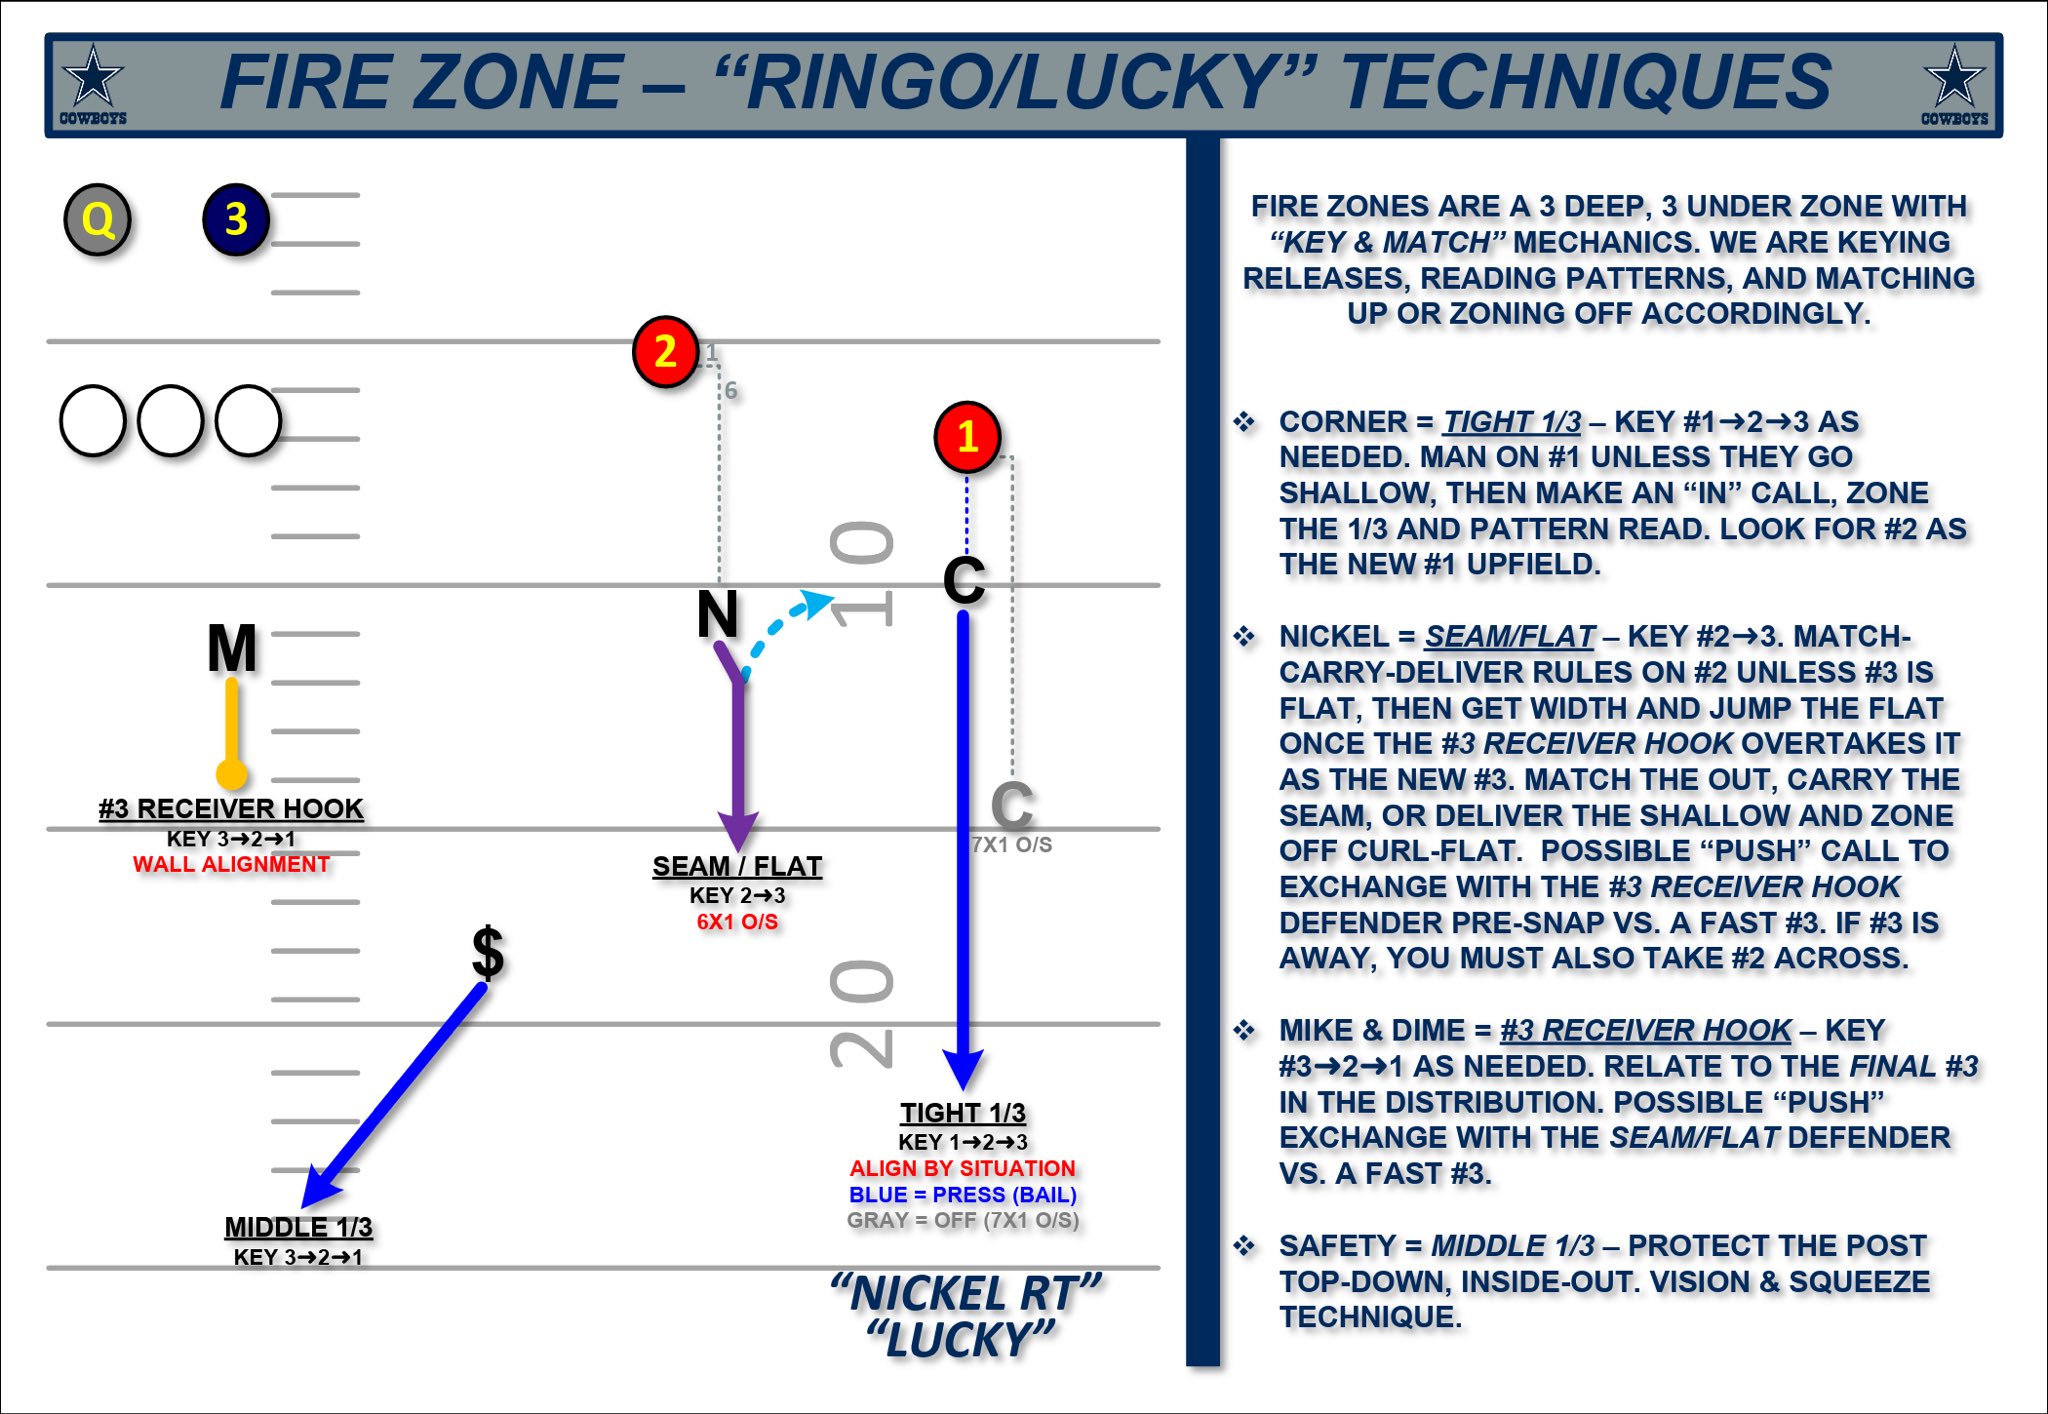 FIRE ZONE – “RINGO/LUCKY” TECHNIQUES
COWBOYS
COWBOYS
Q
3
2
1
6
1
10
N
C
M
#3 RECEIVER HOOK
KEY 3➔2➔1
WALL ALIGNMENT
C
7X1 O/S
SEAM / FLAT
KEY 2➔3
6X1 O/S
$
20
TIGHT 1/3
KEY 1➔2➔3
ALIGN BY SITUATION
BLUE = PRESS (BAIL)
GRAY = OFF (7X1 O/S)
MIDDLE 1/3
KEY 3➔2➔1
“NICKEL RT”
“LUCKY”
FIRE ZONES ARE A 3 DEEP, 3 UNDER ZONE WITH
“KEY & MATCH” MECHANICS. WE ARE KEYING
RELEASES, READING PATTERNS, AND MATCHING
UP OR ZONING OFF ACCORDINGLY.
❖ CORNER = TIGHT 1/3 – KEY #1➔2➔3 AS
NEEDED. MAN ON #1 UNLESS THEY GO
SHALLOW, THEN MAKE AN “IN” CALL, ZONE
THE 1/3 AND PATTERN READ. LOOK FOR #2 AS
THE NEW #1 UPFIELD.
❖ NICKEL = SEAM/FLAT – KEY #2➔3. MATCH-
CARRY-DELIVER RULES ON #2 UNLESS #3 IS
FLAT, THEN GET WIDTH AND JUMP THE FLAT
ONCE THE #3 RECEIVER HOOK OVERTAKES IT
AS THE NEW #3. MATCH THE OUT, CARRY THE
SEAM, OR DELIVER THE SHALLOW AND ZONE
OFF CURL-FLAT. POSSIBLE “PUSH” CALL TO
EXCHANGE WITH THE #3 RECEIVER HOOK
DEFENDER PRE-SNAP VS. A FAST #3. IF #3 IS
AWAY, YOU MUST ALSO TAKE #2 ACROSS.
❖ MIKE & DIME = #3 RECEIVER HOOK – KEY
#3➔2➔1 AS NEEDED. RELATE TO THE FINAL #3
IN THE DISTRIBUTION. POSSIBLE “PUSH”
EXCHANGE WITH THE SEAM/FLAT DEFENDER
VS. A FAST #3.
❖ SAFETY = MIDDLE 1/3 – PROTECT THE POST
TOP-DOWN, INSIDE-OUT. VISION & SQUEEZE
TECHNIQUE.